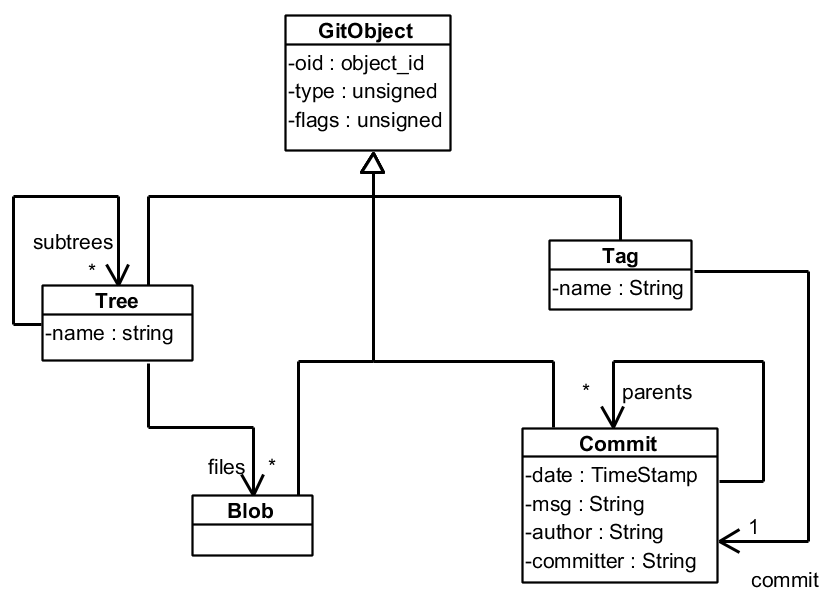 GitObject
-oid : object_id
-type : unsigned
-flags : unsigned
subtrees
*
Tree
-name : string
Tag
-name : String
* parents
Commit
-date : TimeStamp
-msg : String
-author : String
-committer : String
files *
Blob
1
commit